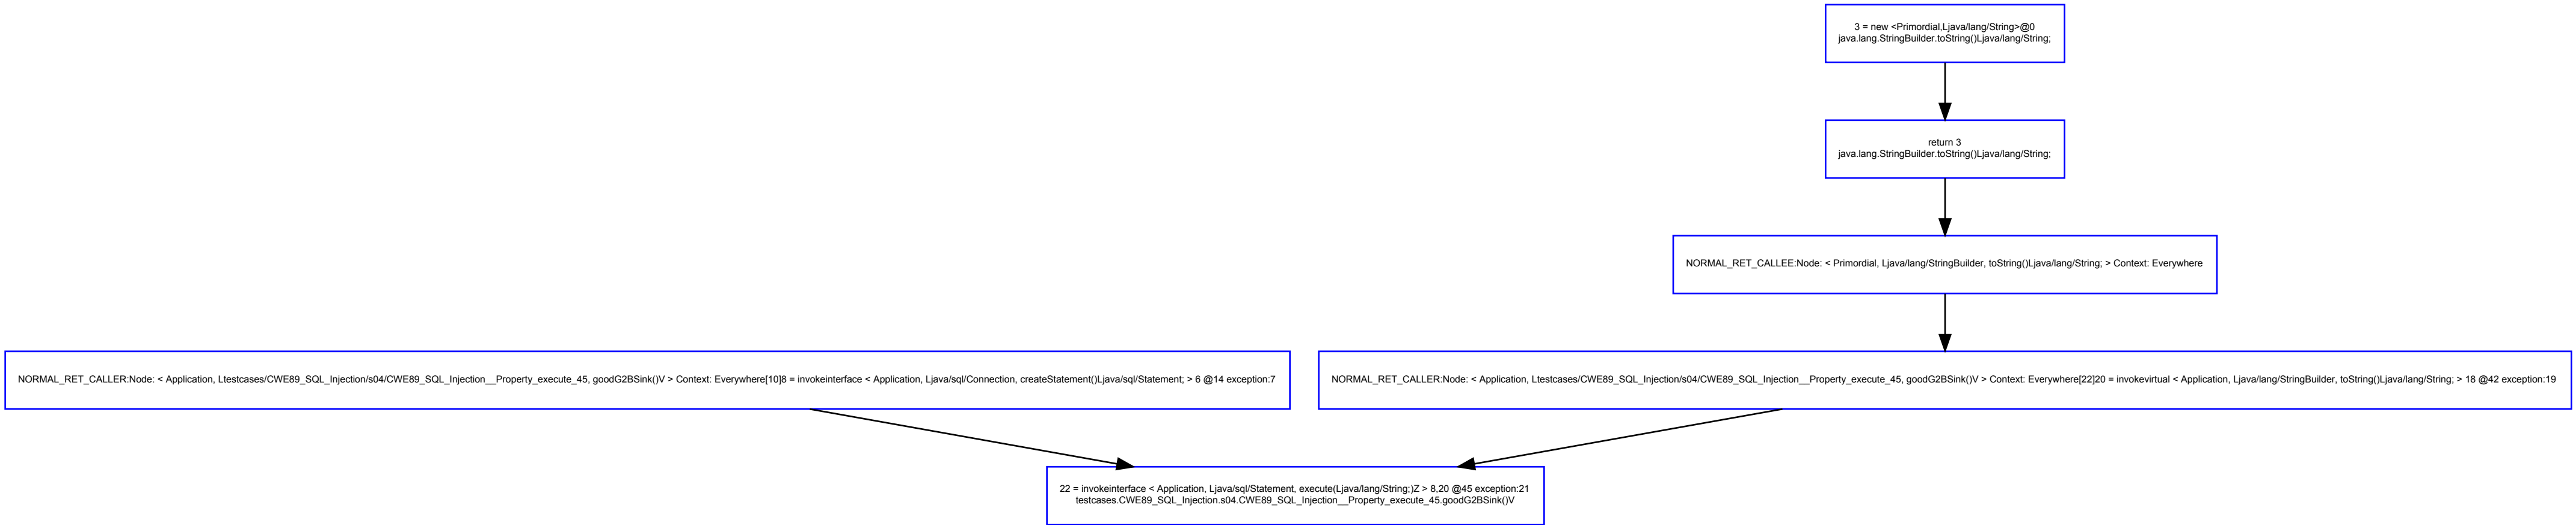 3 = new <Primordial,Ljava/lang/String>@0
java.lang.StringBuilder.toString()Ljava/lang/String;
return 3
java.lang.StringBuilder.toString()Ljava/lang/String;
NORMAL_RET_CALLEE:Node: < Primordial, Ljava/lang/StringBuilder, toString()Ljava/lang/String; > Context: Everywhere
NORMAL_RET_CALLER:Node: < Application, Ltestcases/CWE89_SQL_Injection/s04/CWE89_SQL_Injection__Property_execute_45, goodG2BSink()V > Context: Everywhere[10]8 = invokeinterface < Application, Ljava/sql/Connection, createStatement()Ljava/sql/Statement; > 6 @14 exception:7
NORMAL_RET_CALLER:Node: < Application, Ltestcases/CWE89_SQL_Injection/s04/CWE89_SQL_Injection__Property_execute_45, goodG2BSink()V > Context: Everywhere[22]20 = invokevirtual < Application, Ljava/lang/StringBuilder, toString()Ljava/lang/String; > 18 @42 exception:19
22 = invokeinterface < Application, Ljava/sql/Statement, execute(Ljava/lang/String;)Z > 8,20 @45 exception:21
testcases.CWE89_SQL_Injection.s04.CWE89_SQL_Injection__Property_execute_45.goodG2BSink()V